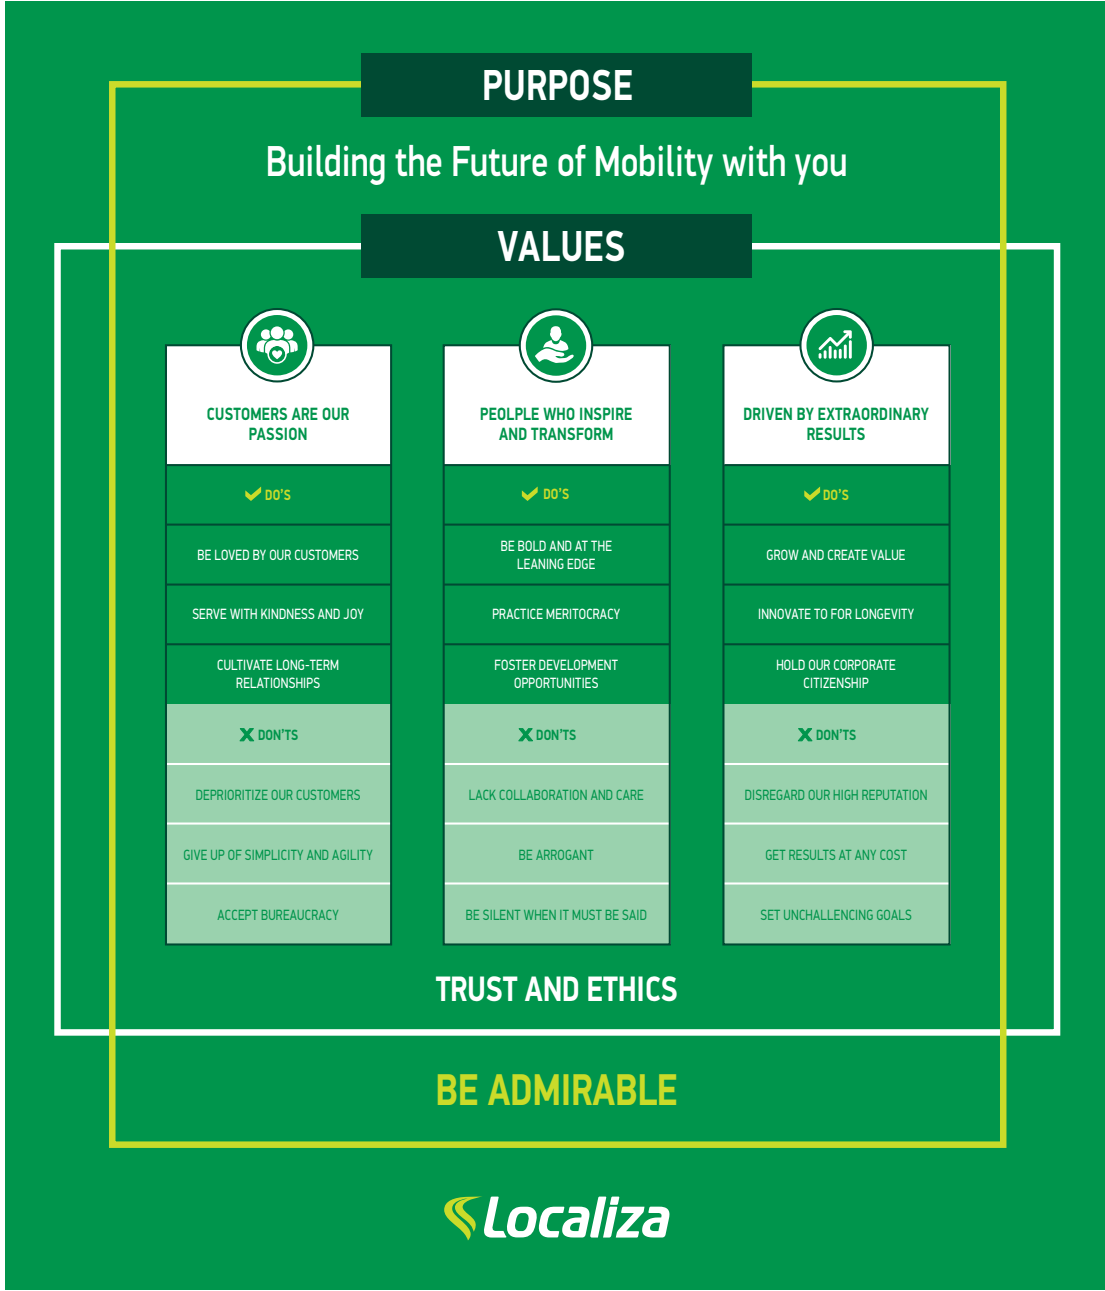 PURPOSE
Building the Future of Mobility with you
VALUES
CUSTOMERS ARE OUR
PASSION
DO'S
BE LOVED BY OUR CUSTOMERS
SERVE WITH KINDNESS AND JOY
CULTIVATE LONG-TERM
RELATIONSHIPS
X DON'TS
DEPRIORITIZE OUR CUSTOMERS
GIVE UP OF SIMPLICITY AND AGILITY
ACCEPT BUREAUCRACY
PEOLPLE WHO INSPIRE
AND TRANSFORM
DO'S
BE BOLD AND AT THE
LEANING EDGE
PRACTICE MERITOCRACY
FOSTER DEVELOPMENT
OPPORTUNITIES
X DON'TS
LACK COLLABORATION AND CARE
BE ARROGANT
BE SILENT WHEN IT MUST BE SAID
DRIVEN BY EXTRAORDINARY
RESULTS
DO'S
GROW AND CREATE VALUE
INNOVATE TO FOR LONGEVITY
HOLD OUR CORPORATE
CITIZENSHIP
X DON'TS
DISREGARD OUR HIGH REPUTATION
GET RESULTS AT ANY COST
SET UNCHALLENCING GOALS
TRUST AND ETHICS
BE ADMIRABLE
Localiza